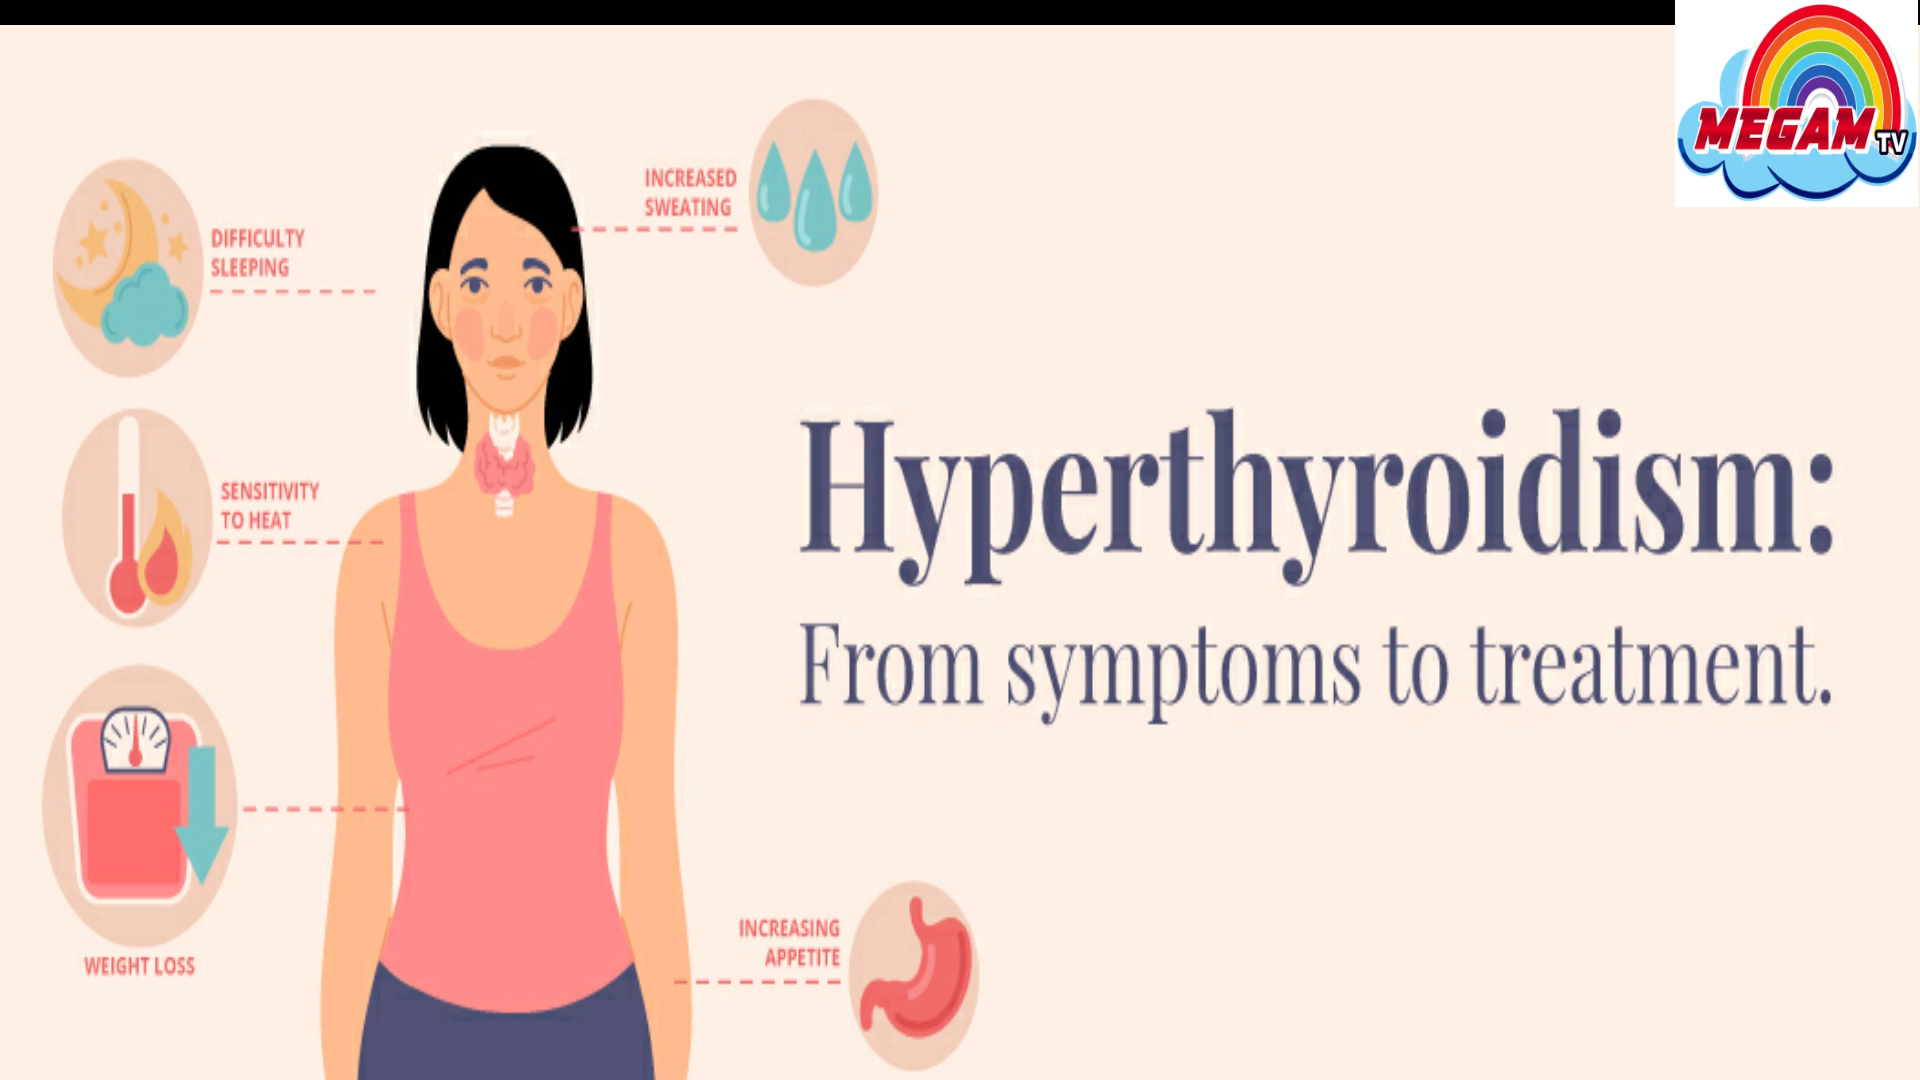 MEGAM
TV
INCREASED
SWEATING
DIFFICULTY
SLEEPING
Hyperthyroidism:
From symptoms to treatment.
SENSITIVITY
TO HEAT
INCREASING
APPETITE
WEIGHT LOSS